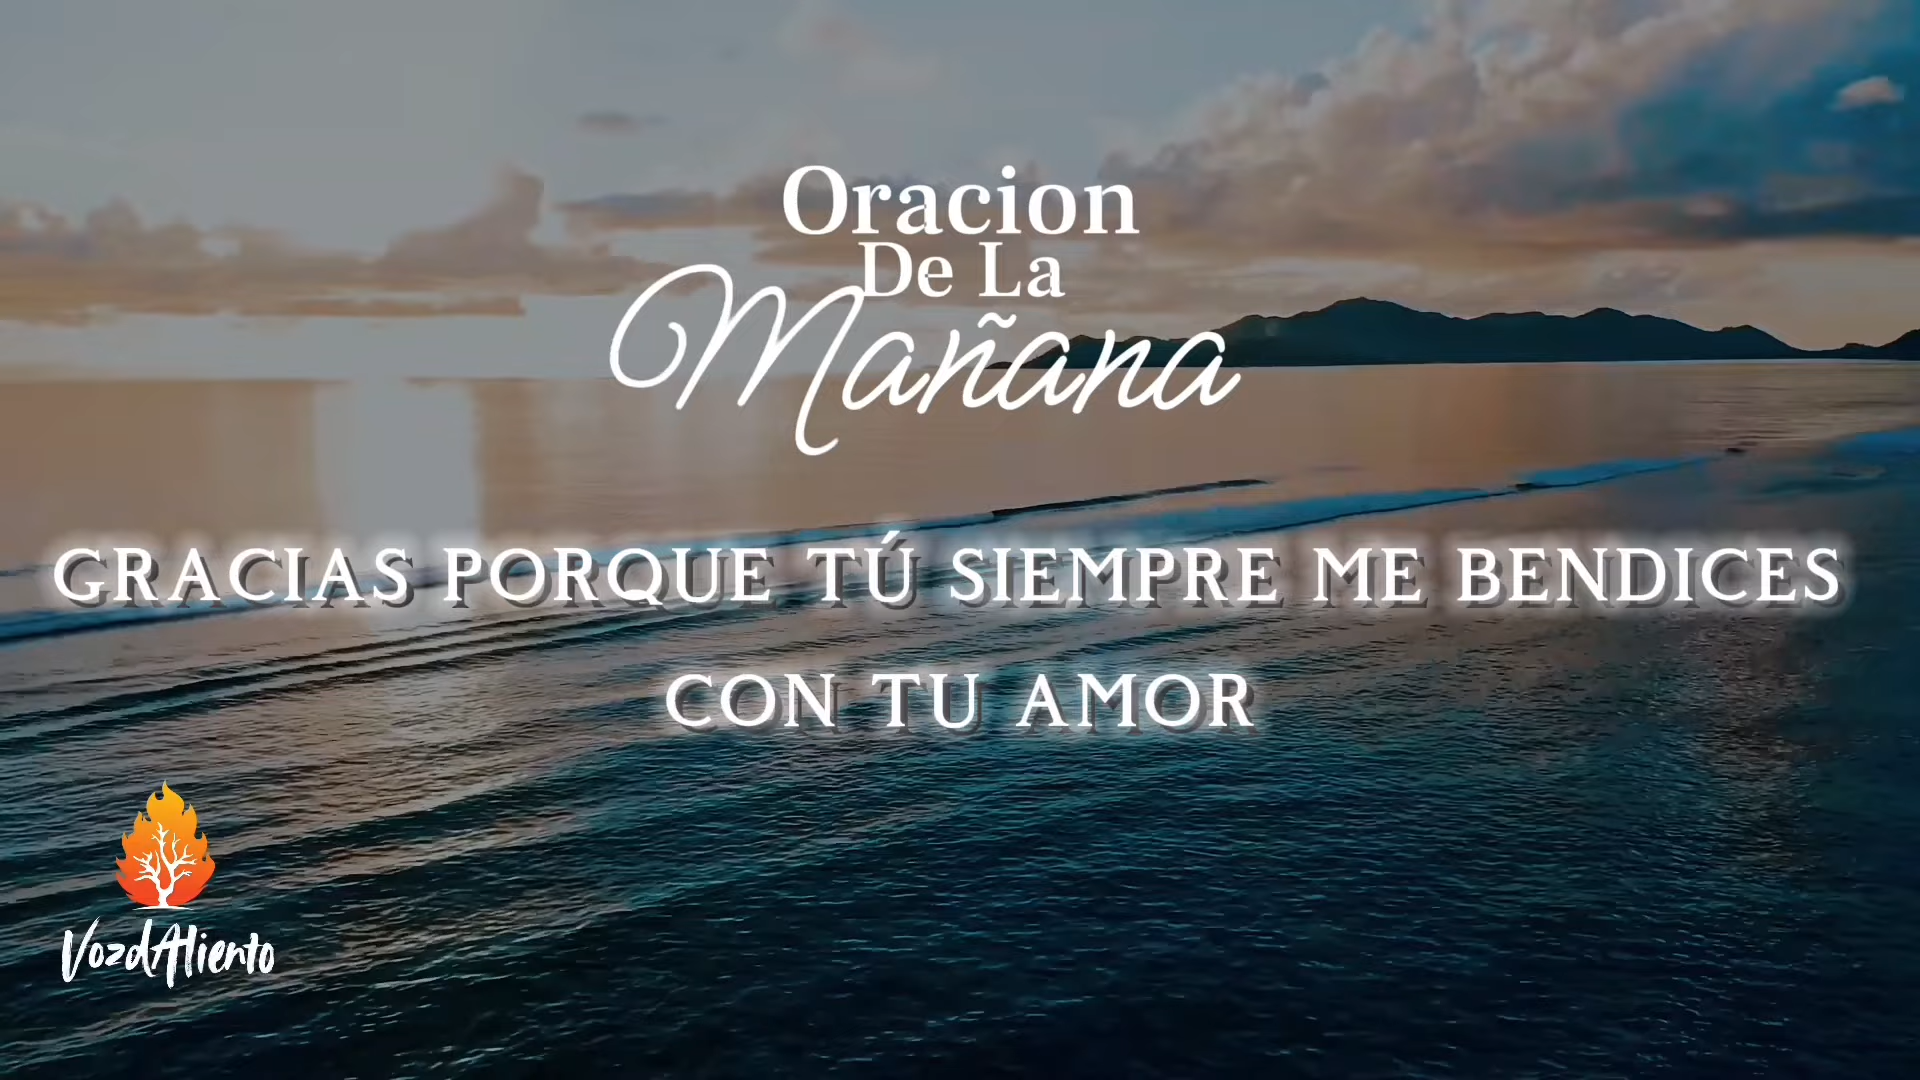 Oracion
De La
Mañana
GRACIAS PORQUE TÚ SIEMPRE ME BENDICES
CON TU AMOR
VozdAliento